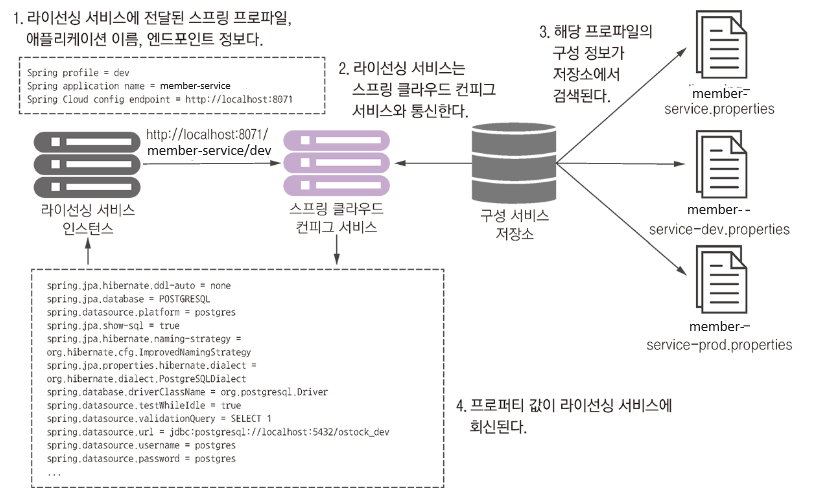 1. 라이선싱 서비스에 전달된 스프링 프로파일,
애플리케이션 이름, 엔드포인트 정보다.
Spring profile = dev
Spring application name = member-service
Spring Cloud config endpoint = http://localhost:8071
2. 라이선싱 서비스는
스프링 클라우드 컨피그
서비스와 통신한다.
3. 해당 프로파일의
구성 정보가
저장소에서
검색된다.
http://localhost:8071/
member-service/dev
라이선싱 서비스
인스턴스
스프링 클라우드
컨피그 서비스
구성 서비스
저장소
member-
service.properties
member--
service-dev.properties
member--
service-prod.properties
spring.jpa.hibernate.ddl-auto = none
spring.jpa.database = POSTGRESQL
spring.datasource.platform = postgres
spring.jpa.show-sql = true
spring.jpa.hibernate.naming-strategy =
org.hibernate.cfg.ImprovedNamingStrategy
spring.jpa.properties.hibernate.dialect =
org.hibernate.dialect.PostgreSQLDialect
spring.database.driverClassName = org.postgresql.Driver
spring.datasource.testWhileIdle = true
spring.datasource.validationQuery = SELECT 1
spring.datasource.url = jdbc:postgresql://localhost:5432/ostock_dev
spring.datasource.username = postgres
spring.datasource.password = postgres
...
4. 프로퍼티 값이 라이선싱 서비스에
회신된다.